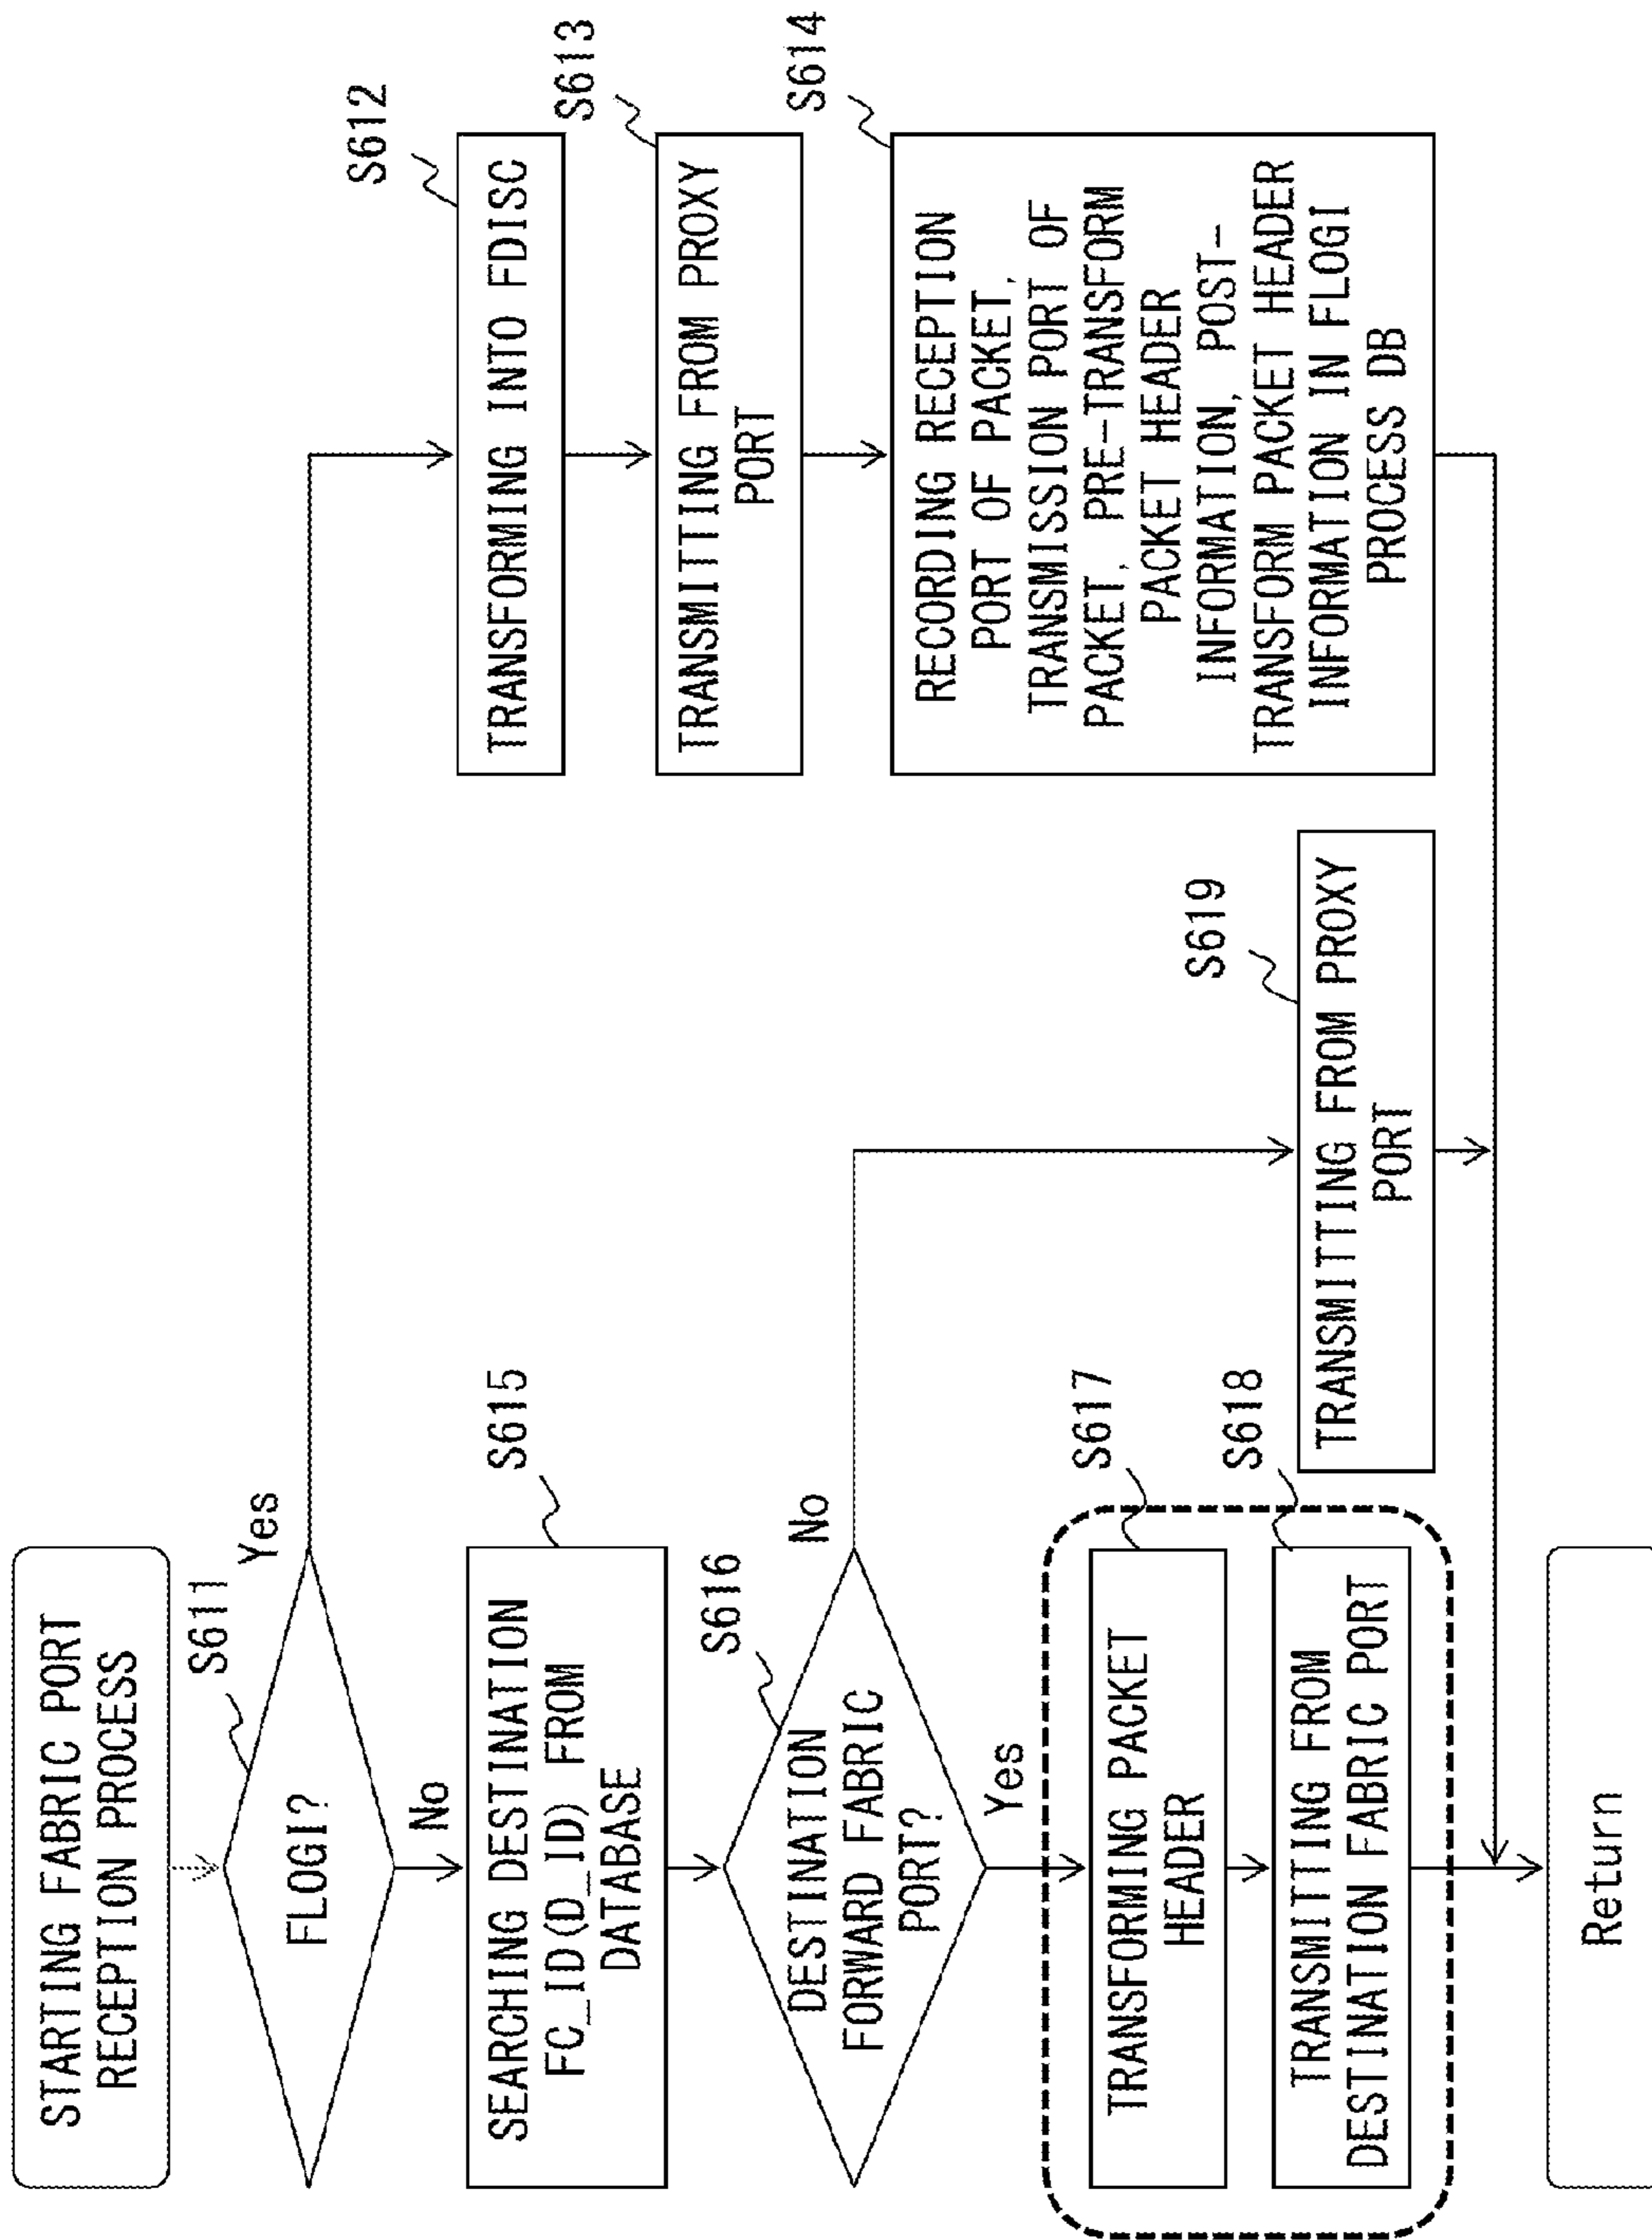 STARTING FABRIC PORT
RECEPTION PROCESS
S611
FLOGI?
Yes
No
S612
TRANSFORMING INTO FDISC
S613
TRANSMITTING FROM PROXY
PORT
S614
RECORDING RECEPTION
PORT OF PACKET,
TRANSMISSION PORT OF
PACKET, PRE-TRANSFORM
PACKET HEADER
INFORMATION, POST-
TRANSFORM PACKET HEADER
INFORMATION IN FLOGI
PROCESS DB
S615
SEARCHING DESTINATION
FC_ID(D_ID) FROM
DATABASE
S616
DESTINATION
FORWARD FABRIC
PORT?
No
Yes
S617
TRANSFORMING PACKET
HEADER
S618
TRANSMITTING FROM
DESTINATION FABRIC PORT
S619
TRANSMITTING FROM PROXY
PORT
Return